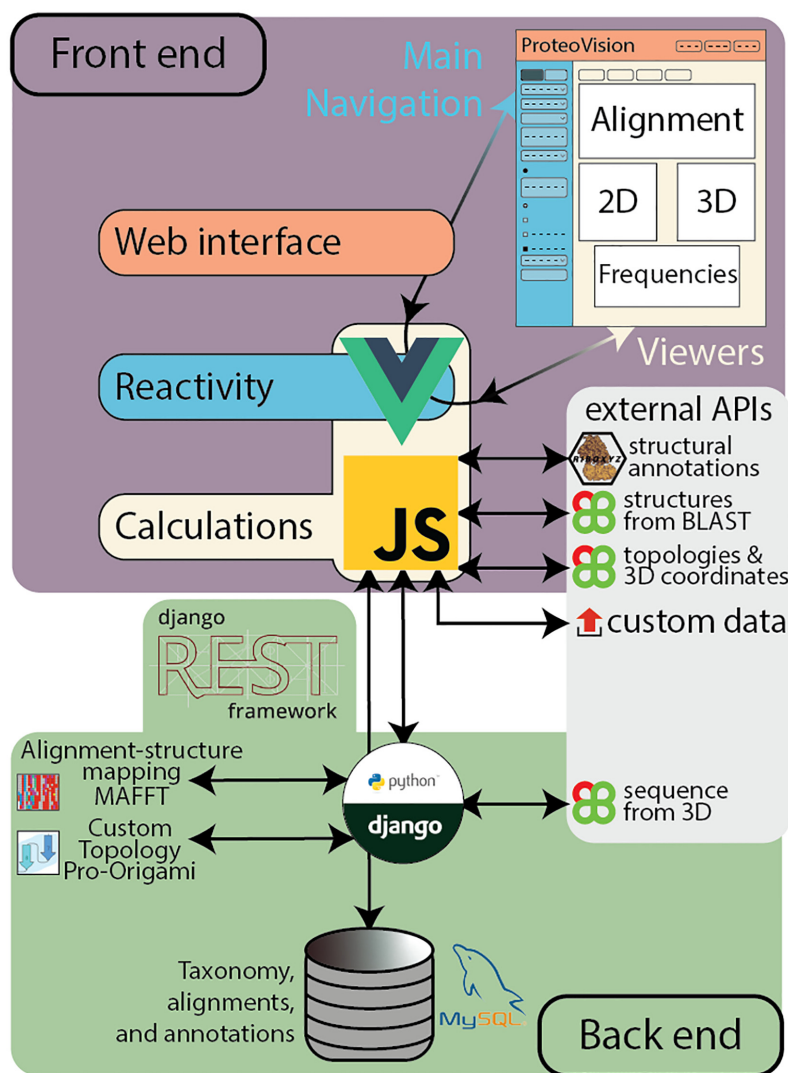 Front end
Main
Navigation
ProteoVision
Alignment
2D
3D
Frequencies
Web interface
Viewers
Reactivity
external APIs
RIBOXYZ
structural
annotations
Calculations
JS
structures
from BLAST
topologies &
3D coordinates
custom data
django
REST
framework
Alignment-structure
mapping
MAFFT
python
django
sequence
from 3D
Custom
Topology
Pro-Origami
Taxonomy,
alignments,
and annotations
MySQL
Back end